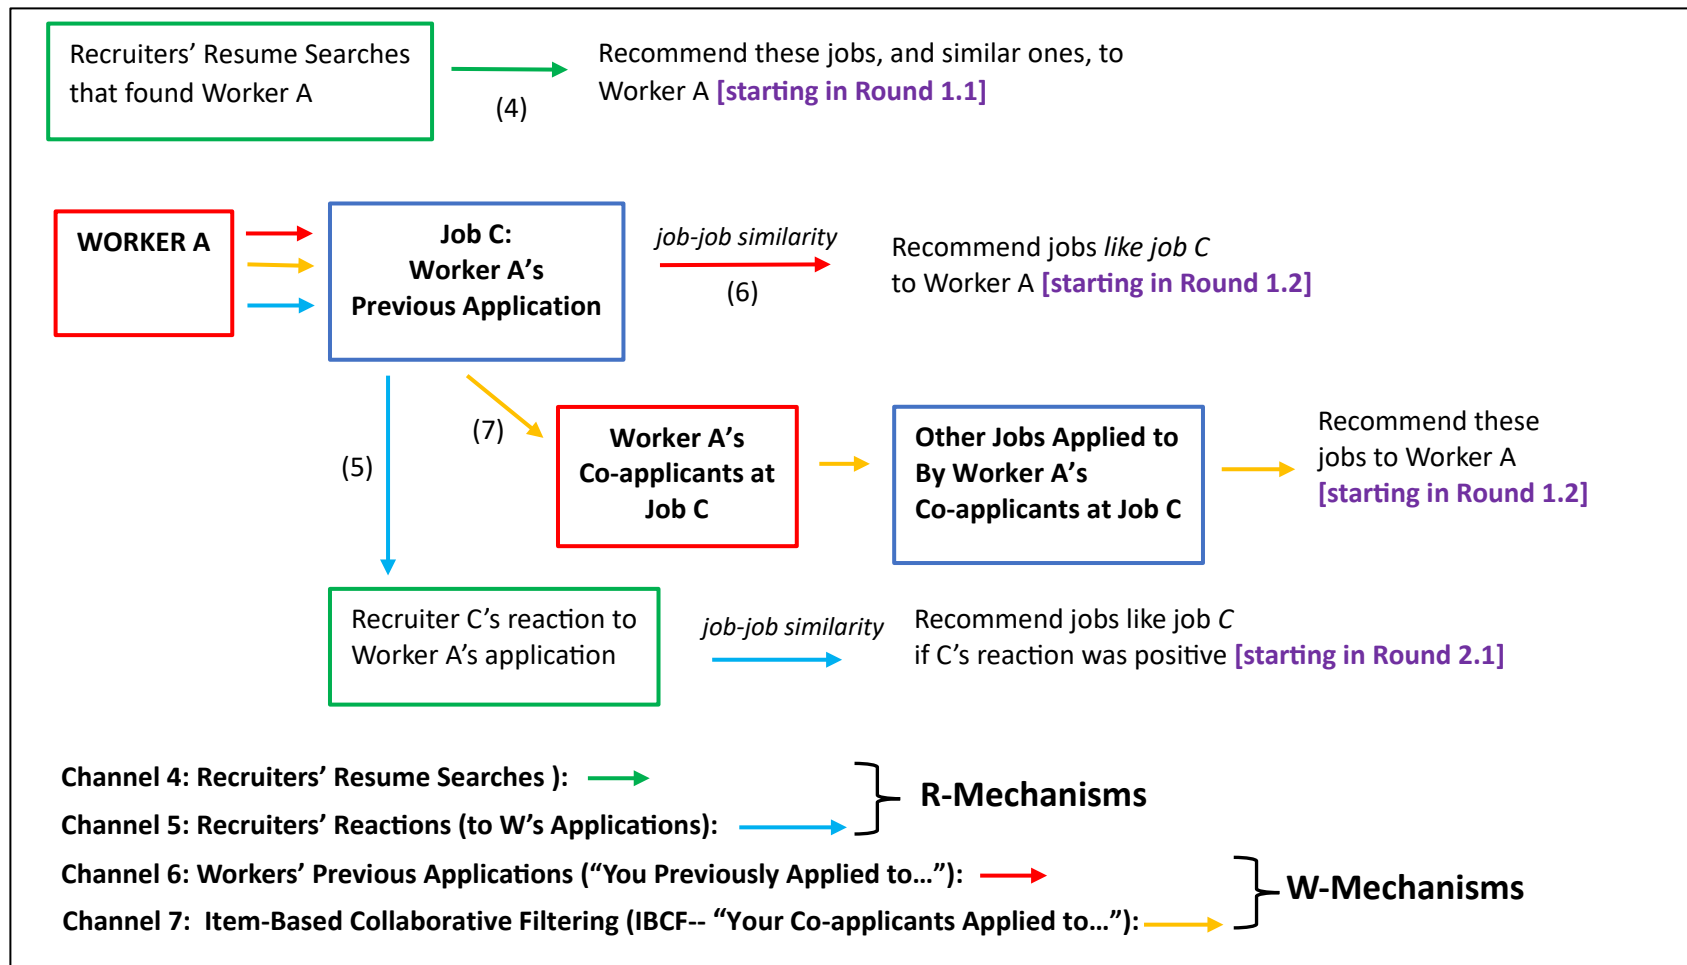 Recruiters’ Resume Searches
that found Worker A
(4)
Recommend these jobs, and similar ones, to
Worker A [starting in Round 1.1]
WORKER A
Job C:
Worker A’s
Previous Application
job-job similarity
(6)
Recommend jobs like job C
to Worker A [starting in Round 1.2]
(5)
(7)
Worker A’s
Co-applicants at
Job C
Other Jobs Applied to
By Worker A’s
Co-applicants at Job C
Recommend these
jobs to Worker A
[starting in Round 1.2]
Recruiter C’s reaction to
Worker A’s application
job-job similarity
Recommend jobs like job C
if C’s reaction was positive [starting in Round 2.1]
Channel 4: Recruiters’ Resume Searches ):
Channel 5: Recruiters’ Reactions (to W’s Applications):
R-Mechanisms
Channel 6: Workers’ Previous Applications (“You Previously Applied to…”):
Channel 7:  Item-Based Collaborative Filtering (IBCF-- “Your Co-applicants Applied to…”):
W-Mechanisms